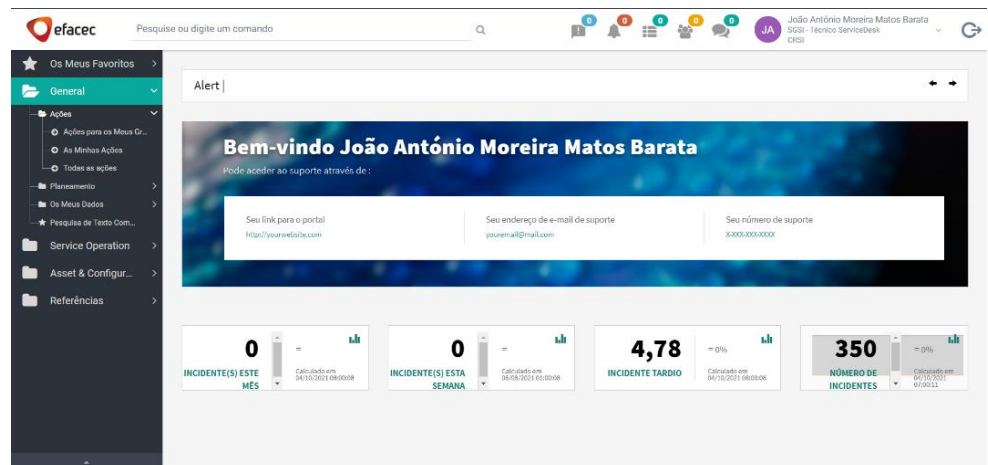 efacec
Pesquise ou digite um comando
0
0
0
0
0
JA
João António Moreira Matos Barata
SGSI - Técnico ServiceDesk
CRSI
Os Meus Favoritos
General
Ações
Ações para os Meus Gr...
As Minhas Ações
Todas as ações
Planeamento
Os Meus Dados
Pesquisa de Texto Com...
Service Operation
Asset & Configur...
Referências
Alert |
Bem-vindo João António Moreira Matos Barata
Pode aceder ao suporte através de :
Seu link para o portal
http://yourwebsite.com
Seu endereço de e-mail de suporte
youremail@mail.com
Seu número de suporte
X-XXX-XXX-XXXX
0
=
INCIDENTE(S) ESTE
MÊS
Calculado em
04/10/2021 08:00:08
0
=
INCIDENTE(S) ESTA
SEMANA
Calculado em
08/08/2021 01:00:08
4,78
= 0%
INCIDENTE TARDIO
Calculado em
04/10/2021 08:00:08
350
= 0%
NÚMERO DE
INCIDENTES
Calculado em
04/10/2021
07:00:11